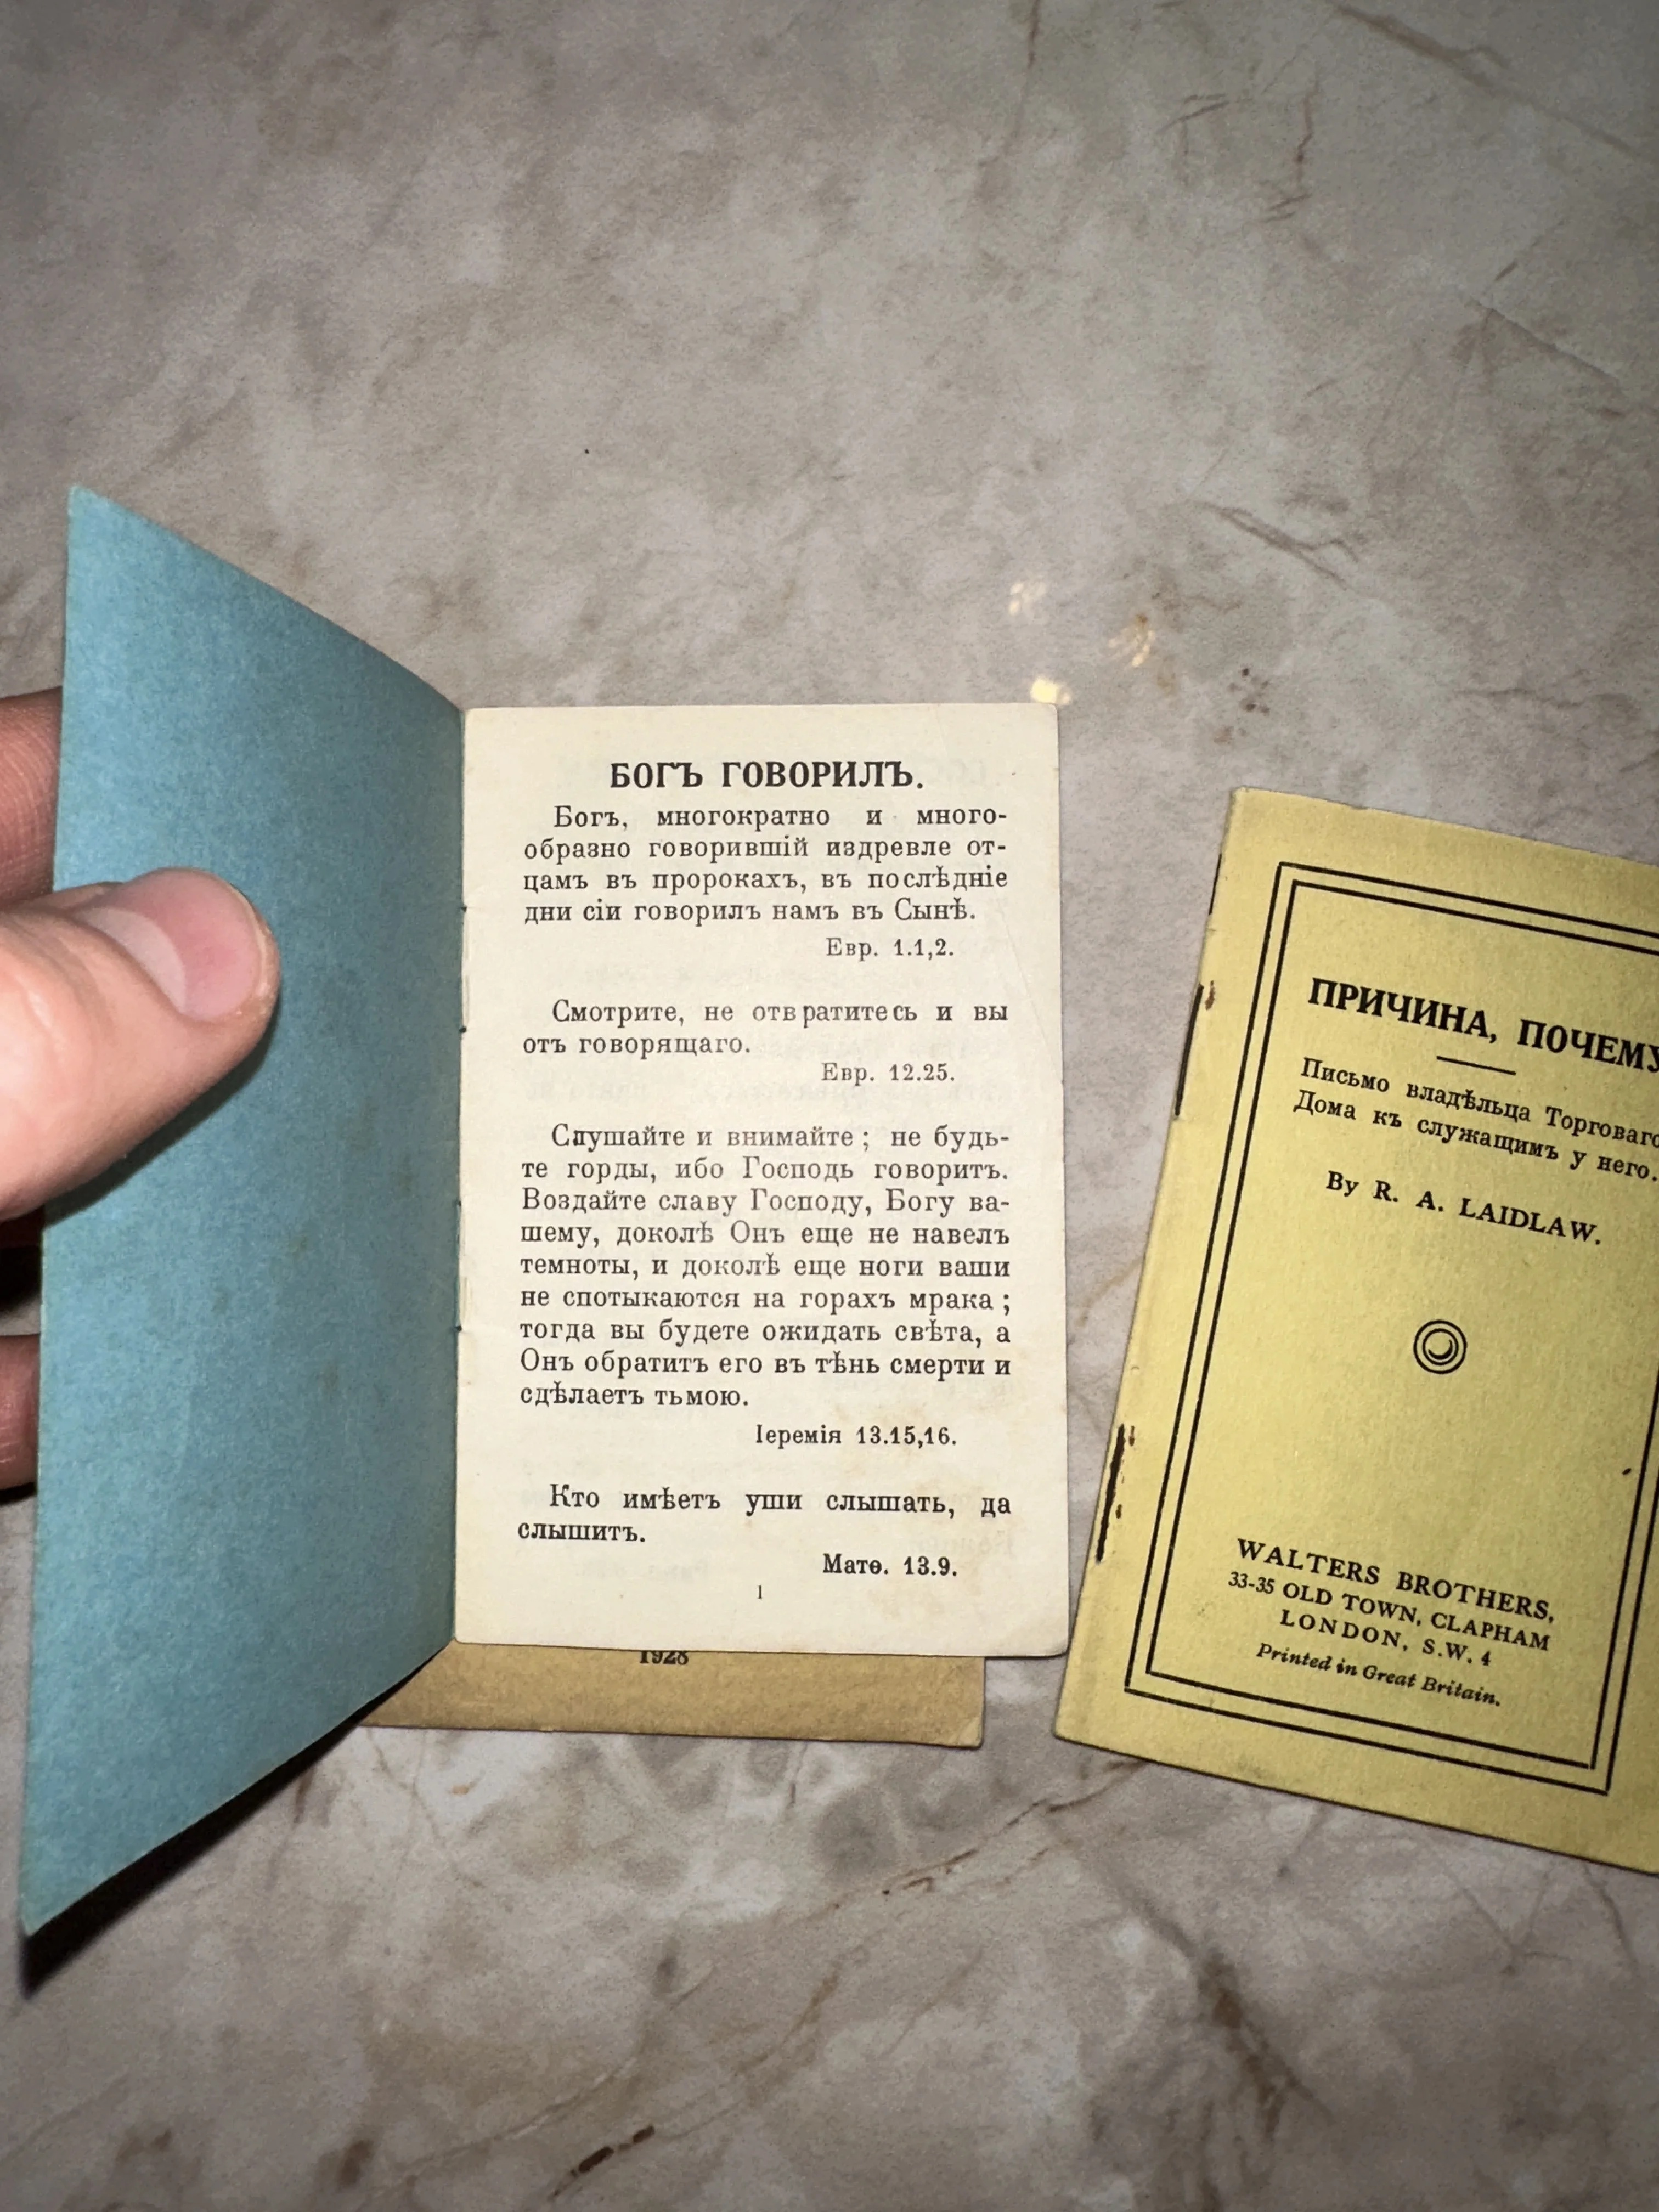 БОГЪ ГОВОРИЛЪ.
Богъ, многократно и много-
образно говорившій издревле от-
цамъ въ пророкахъ, въ послѣдніе
дни сіи говорилъ намъ въ Сынѣ.
Евр. 1.1,2.
Смотрите, не отвратитесь и вы
отъ говорящаго.
Евр. 12.25.
Слушайте и внимайте ; не будь-
те горды, ибо Господь говоритъ.
Воздайте славу Господу, Богу ва-
шему, доколѣ Онъ еще не навелъ
темноты, и доколѣ еще ноги ваши
не спотыкаются на горахъ мрака ;
тогда вы будете ожидать свѣта, а
Онъ обратитъ его въ тѣнь смерти и
сдѣлаетъ тьмою.
Іеремія 13.15,16.
Кто имѣетъ уши слышать, да
слышитъ.
Матѳ. 13.9.
1
1928
ПРИЧИНА, ПОЧЕМУ
Письмо владѣльца Торговаго
Дома къ служащимъ у него.
By R. A. LAIDLAW.
WALTERS BROTHERS,
33-35 OLD TOWN, CLAPHAM
LONDON, S.W. 4
Printed in Great Britain.